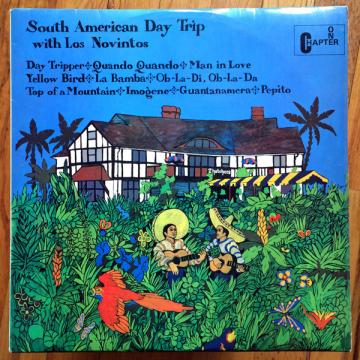 South American Day Trip
with Los Novintos
Day Tripper✤Quando Quando✤Man in Love
Yellow Bird✤La Bamba✤Ob-La-Di, Ob-La-Da
Top of a Mountain✤Imogene✤Guantanamera✤Pepito
CHAPTER
ONE